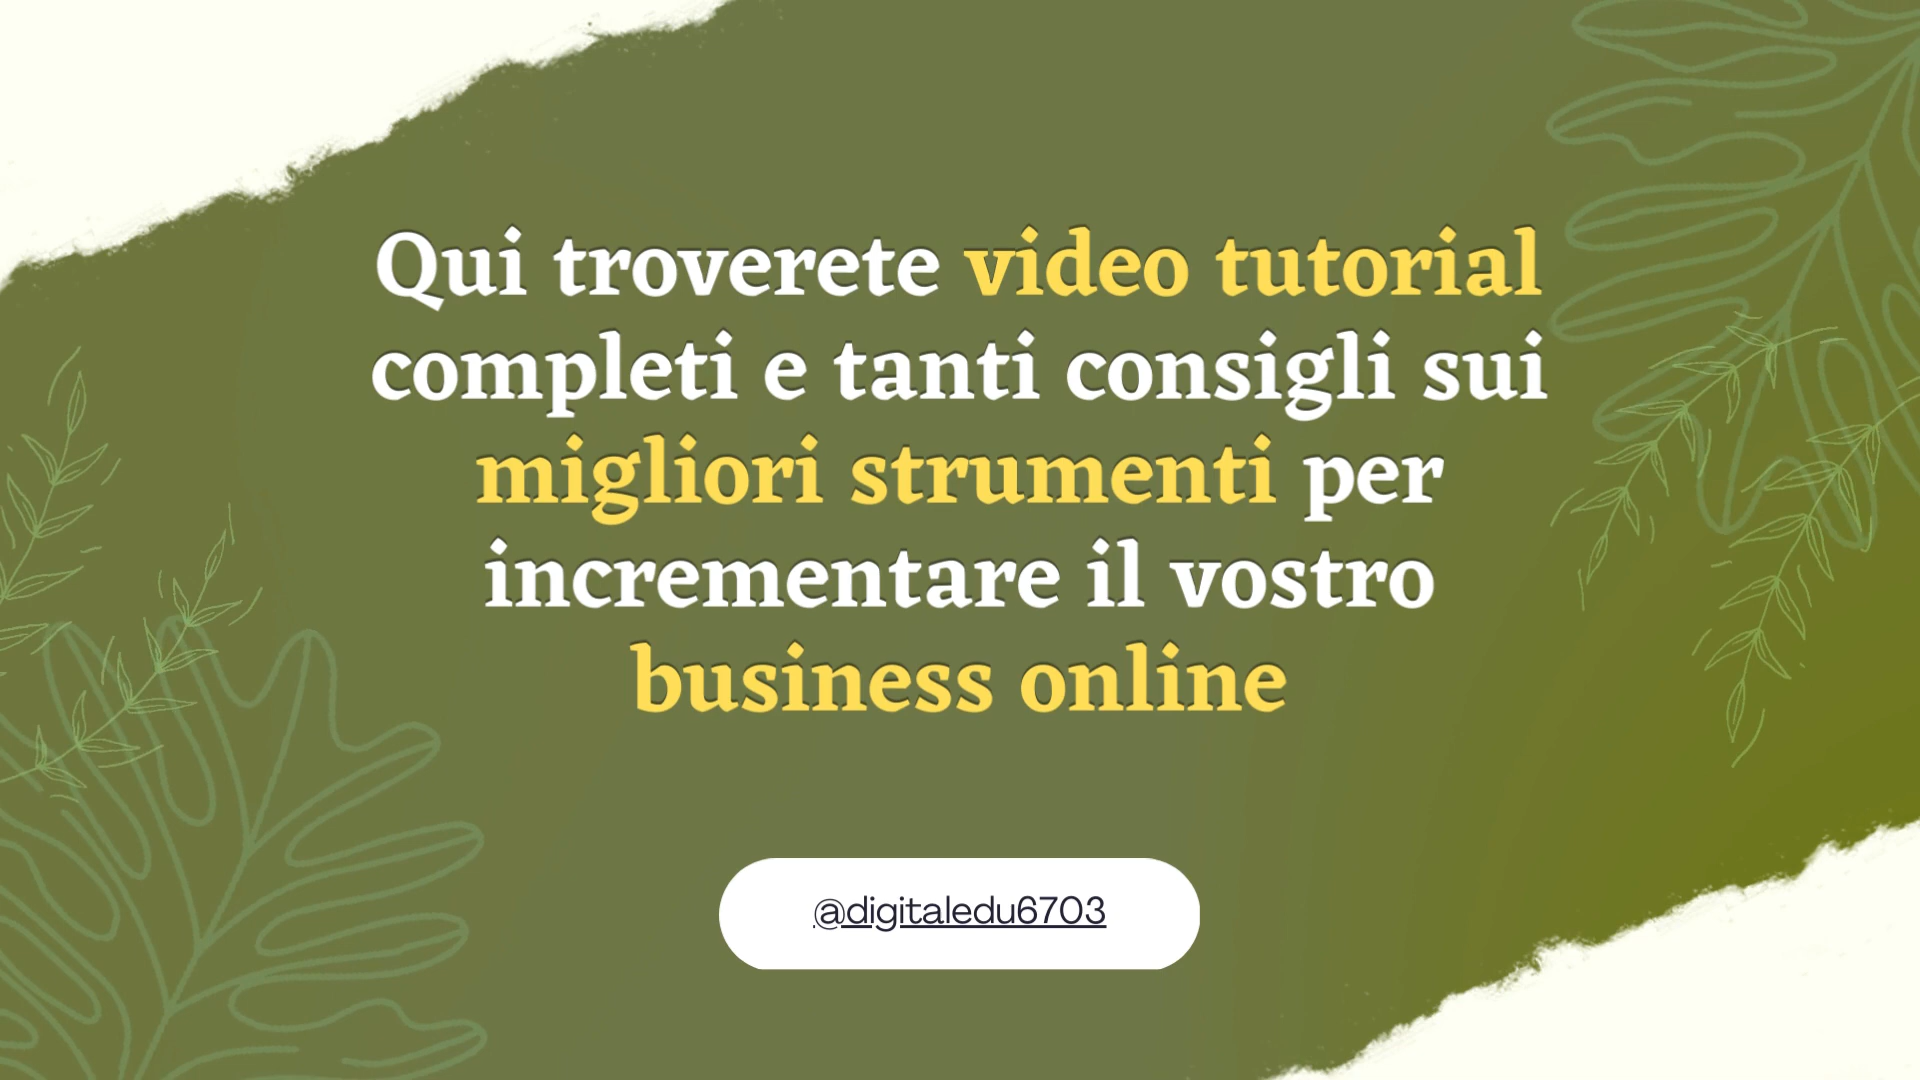 Qui troverete video tutorial
completi e tanti consigli sui
migliori strumenti per
incrementare il vostro
business online
@digitaledu6703